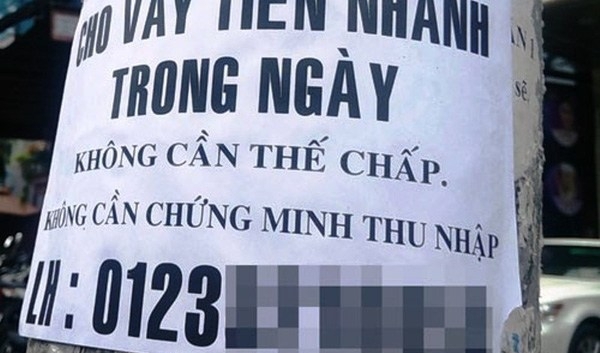 CHO VAY TIỀN NHANH
TRONG NGÀY
KHÔNG CẦN THẾ CHẤP.
KHÔNG CẦN CHỨNG MINH THU NHẬP
LH : 0123